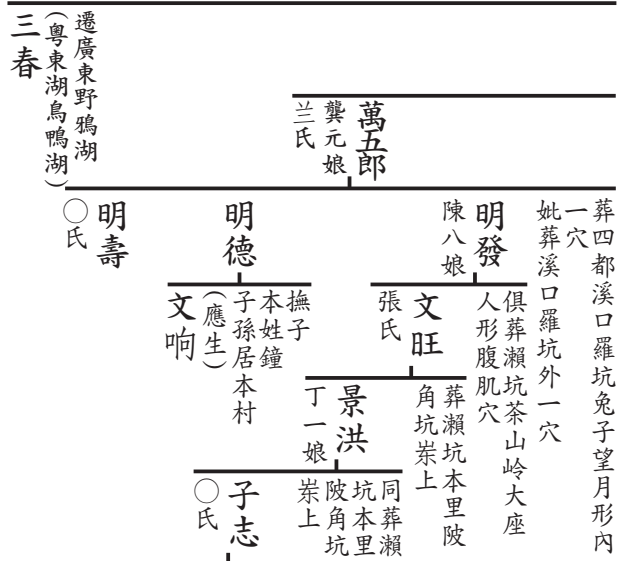 葬四都溪口羅坑兔子望月形內
一穴
妣葬溪口羅坑外一穴
萬五郎
龔元娘
兰氏
遷廣東野鴉湖
(粵東湖鳥鴨湖)
三春
俱葬瀨坑茶山岭大座
人形腹肌穴
明發
陳八娘
明德
明壽
〇氏
葬瀨坑本里陂
角坑岽上
文旺
張氏
撫子
本姓鐘
子孫居本村
(應生)
文响
同葬瀨
坑本里
陂角坑
岽上
景洪
丁一娘
子志
〇氏